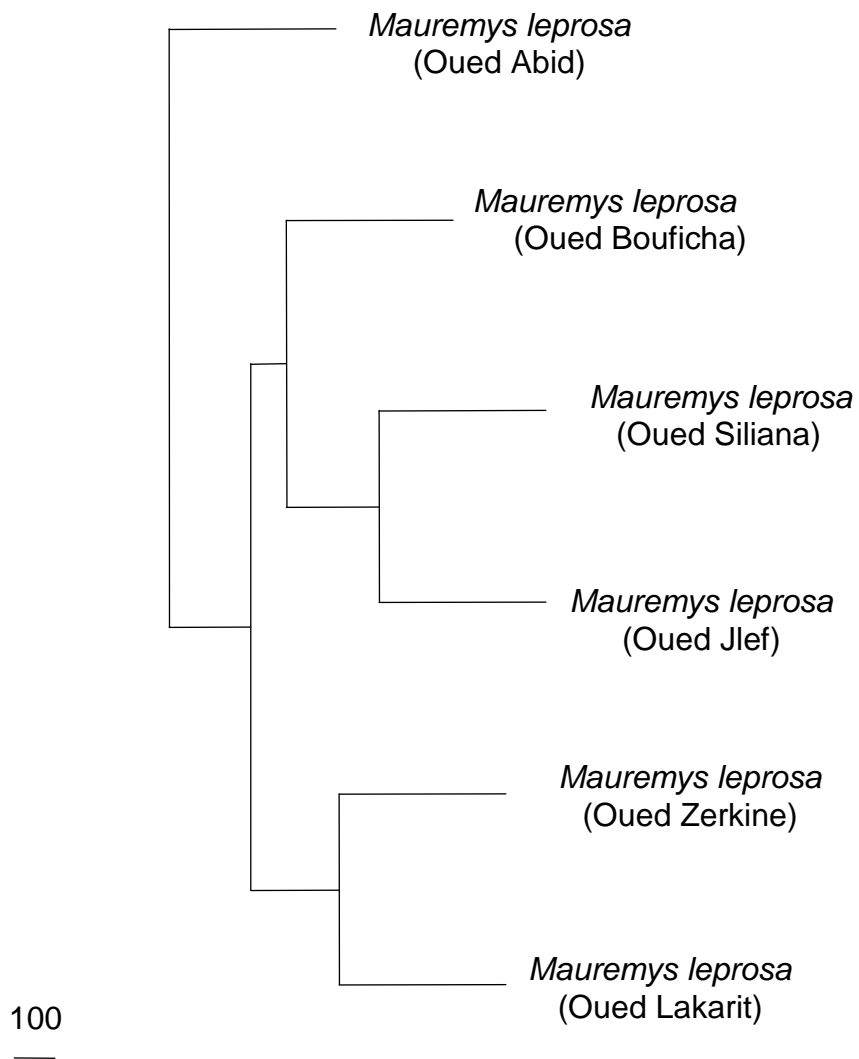 Mauremys leprosa
(Oued Abid)
Mauremys leprosa
(Oued Bouficha)
Mauremys leprosa
(Oued Siliana)
Mauremys leprosa
(Oued Jlef)
Mauremys leprosa
(Oued Zerkine)
Mauremys leprosa
(Oued Lakarit)
100